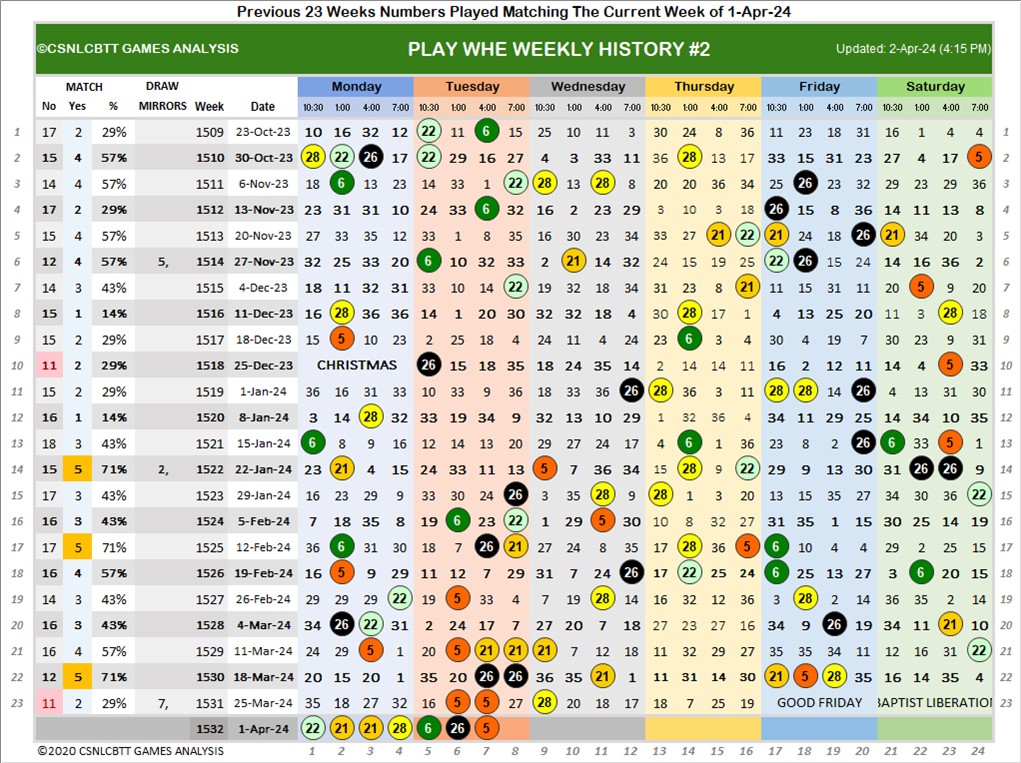 Previous 23 Weeks Numbers Played Matching The Current Week of 1-Apr-24
©CSNLCBTT GAMES ANALYSIS PLAY WHE WEEKLY HISTORY #2 Updated: 2-Apr-24 (4:15 PM)
MATCH DRAW Monday Tuesday Wednesday Thursday Friday Saturday
No Yes % MIRRORS Week Date 10:30 1:00 4:00 7:00 10:30 1:00 4:00 7:00 10:30 1:00 4:00 7:00 10:30 1:00 4:00 7:00 10:30 1:00 4:00 7:00 10:30 1:00 4:00 7:00
1 17 2 29% 1509 23-Oct-23 10 16 32 12 22 11 6 15 25 10 11 3 30 24 8 36 11 23 18 31 16 1 4 4 1
2 15 4 57% 1510 30-Oct-23 28 22 26 17 22 29 16 27 4 3 33 11 36 28 13 17 33 15 31 23 27 4 17 5 2
3 14 4 57% 1511 6-Nov-23 18 6 13 23 14 33 1 22 28 13 28 8 20 20 36 34 25 26 23 32 29 23 29 36 3
4 17 2 29% 1512 13-Nov-23 23 31 31 10 24 33 6 32 16 2 23 29 3 10 3 18 26 15 8 36 14 11 13 8 4
5 15 4 57% 1513 20-Nov-23 27 33 35 12 33 1 8 35 16 30 23 34 33 27 21 22 21 24 18 26 21 34 20 3 5
6 12 4 57% 5, 1514 27-Nov-23 32 25 33 20 6 10 32 33 2 21 14 32 24 15 19 25 22 26 15 24 14 16 36 2 6
7 14 3 43% 1515 4-Dec-23 18 11 32 31 33 10 14 22 19 32 18 34 31 23 8 21 11 15 31 11 20 5 9 20 7
8 15 1 14% 1516 11-Dec-23 16 28 36 36 14 1 20 30 32 32 18 4 30 28 17 1 4 13 25 20 11 3 28 18 8
9 15 2 29% 1517 18-Dec-23 15 5 10 23 2 25 18 4 24 11 4 24 23 6 3 9 30 4 19 7 30 23 9 31 9
10 11 2 29% 1518 25-Dec-23 CHRISTMAS 26 15 18 35 18 24 35 14 2 14 14 11 16 2 12 11 14 4 5 33 10
11 15 2 29% 1519 1-Jan-24 36 16 31 33 10 33 9 36 18 3 36 26 28 36 3 11 28 28 14 26 4 13 31 30 11
12 16 1 14% 1520 8-Jan-24 3 14 28 32 33 19 34 9 32 13 10 29 1 32 36 4 34 11 29 25 14 34 10 35 12
13 18 3 43% 1521 15-Jan-24 6 8 9 16 12 14 13 20 29 27 24 17 4 6 1 36 23 8 2 26 6 33 5 1 13
14 15 5 71% 2, 1522 22-Jan-24 23 21 4 15 24 33 11 13 5 7 36 34 15 28 9 22 29 9 13 30 31 26 26 9 14
15 17 3 43% 1523 29-Jan-24 16 23 29 9 33 30 24 26 3 35 28 9 28 1 3 20 13 15 35 27 34 30 36 22 15
16 16 3 43% 1524 5-Feb-24 7 18 35 8 19 6 23 22 1 29 5 30 10 8 32 27 31 35 1 15 30 25 14 19 16
17 17 5 71% 1525 12-Feb-24 36 6 31 30 18 7 26 21 27 24 8 35 17 28 36 5 6 10 4 4 29 2 25 15 17
18 16 4 57% 1526 19-Feb-24 16 5 9 29 11 12 7 29 31 7 24 26 17 22 25 24 6 25 13 27 3 6 20 15 18
19 14 3 43% 1527 26-Feb-24 29 29 29 22 19 5 33 4 7 19 28 14 16 32 12 36 3 28 2 14 36 35 2 14 19
20 16 3 43% 1528 4-Mar-24 34 26 22 31 2 24 17 7 27 20 7 18 27 23 27 16 34 9 26 19 34 11 21 10 20
21 16 4 57% 1529 11-Mar-24 24 29 5 1 20 5 21 21 21 7 12 18 11 32 29 27 35 35 34 11 12 16 31 22 21
22 12 5 71% 1530 18-Mar-24 20 15 20 1 35 20 26 26 36 35 21 1 11 31 14 30 21 5 28 35 16 14 35 4 22
23 11 2 29% 7, 1531 25-Mar-24 35 18 27 32 16 5 5 27 28 20 18 17 18 7 25 19 GOOD FRIDAY BAPTIST LIBERATION 23
1532 1-Apr-24 22 21 21 28 6 26 5
©2020 CSNLCBTT GAMES ANALYSIS 1 2 3 4 5 6 7 8 9 10 11 12 13 14 15 16 17 18 19 20 21 22 23 24